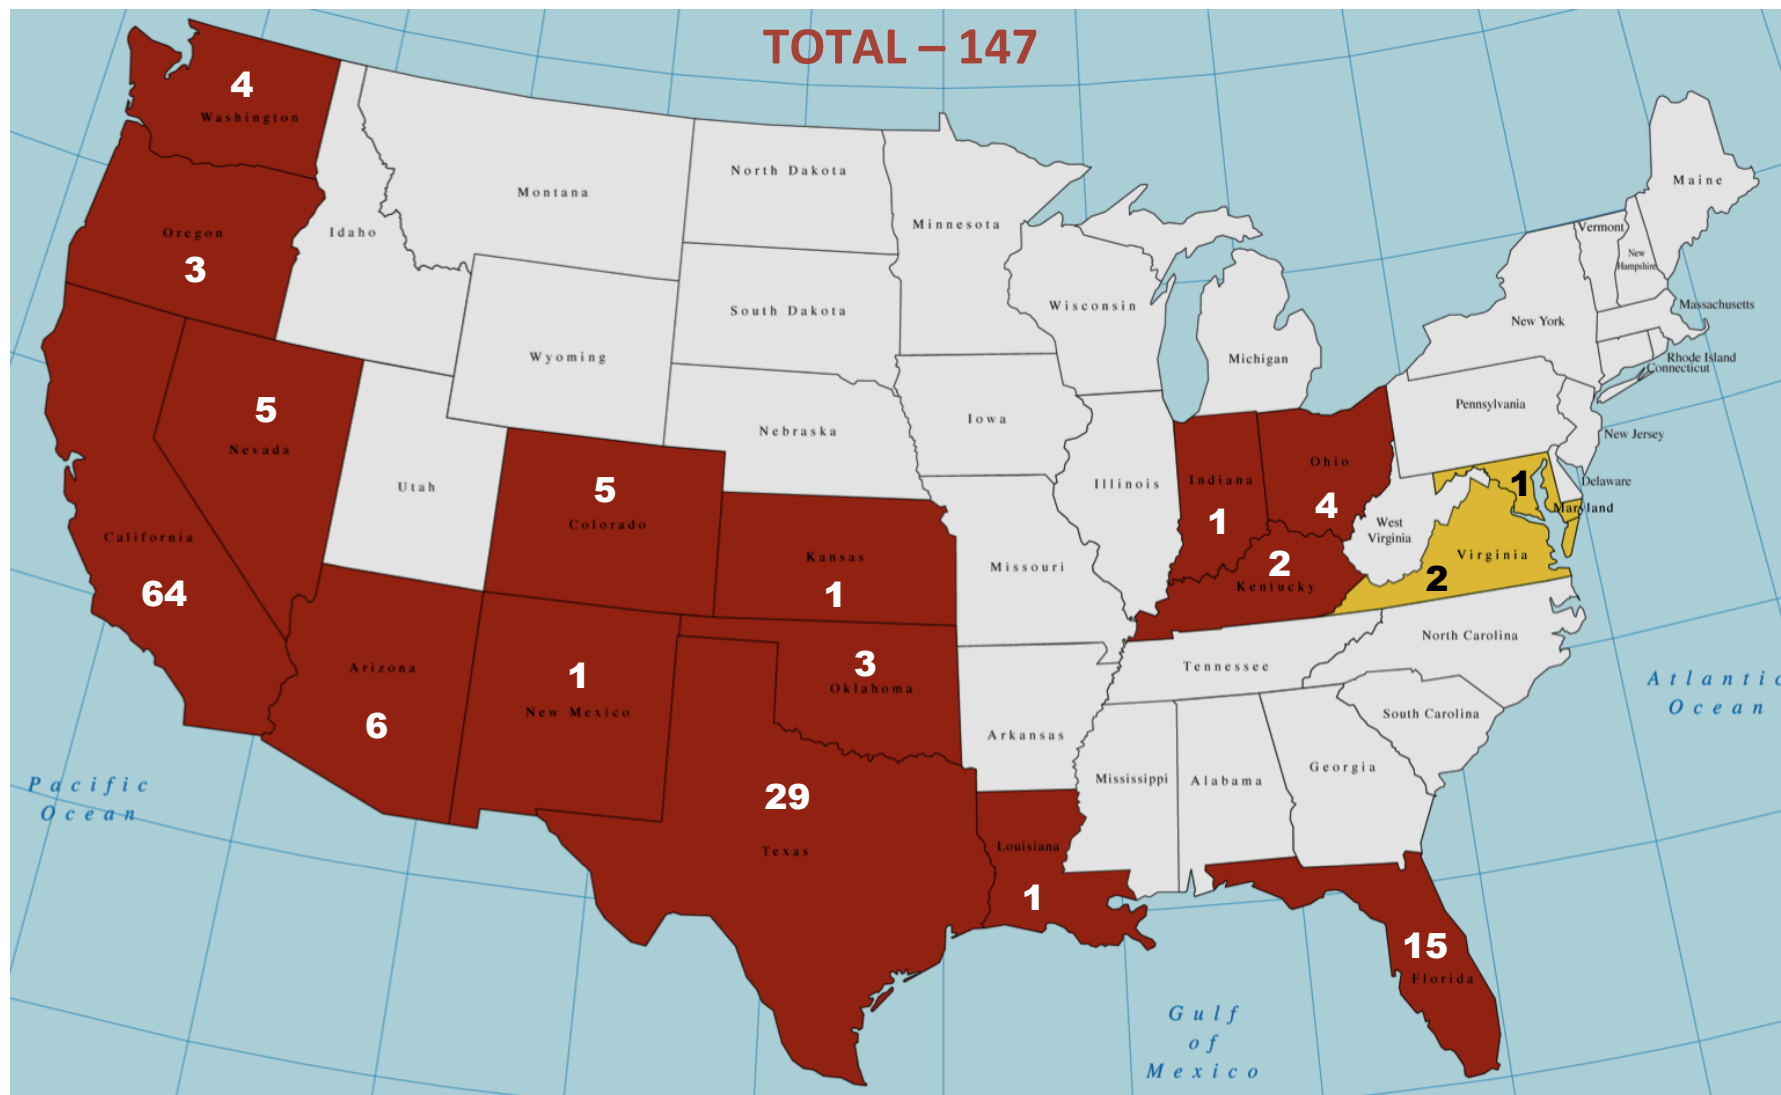 TOTAL – 147
4
Washington
Oregon
3
Idaho
Montana
North Dakota
Minnesota
South Dakota
Wisconsin
Michigan
Maine
Vermont
New
Hampshire
New York
Massachusetts
Rhode Island
Connecticut
Wyoming
5
Nevada
Utah
5
Colorado
Nebraska
Iowa
Illinois
Indiana
1
Ohio
4
Pennsylvania
New Jersey
Delaware
1
Maryland
West
Virginia
Virginia
2
California
64
Kansas
1
Missouri
2
Kentucky
Arizona
6
1
New Mexico
3
Oklahoma
Arkansas
Tennessee
North Carolina
South Carolina
Mississippi
Alabama
Georgia
29
Texas
Louisiana
1
15
Florida
Pacific
Ocean
Atlantic
Ocean
Gulf
of
Mexico